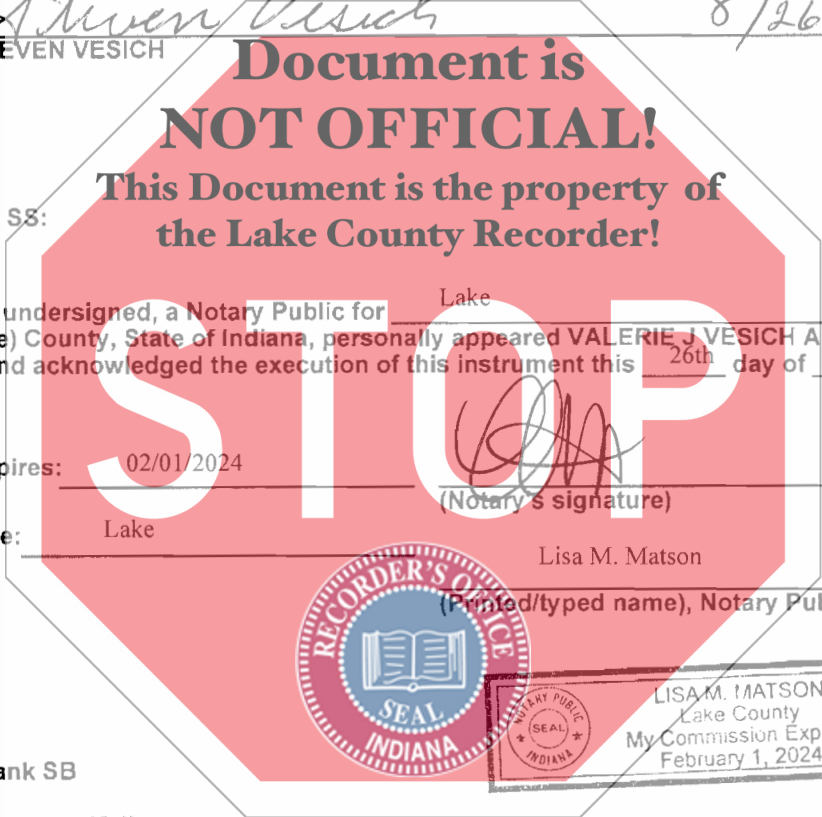 Steven Vesich 8/26
EVEN VESICH
Document is
NOT OFFICIAL!
This Document is the property of
the Lake County Recorder!
SS:
undersigned, a Notary Public for Lake
e) County, State of Indiana, personally appeared VALERIE J VESICH A
nd acknowledged the execution of this instrument this 26th day of
STOP
pires: 02/01/2024
(Notary's signature)
e: Lake
Lisa M. Matson
(Printed/typed name), Notary Pul
RECORDER'S OFFICE
SEAL
INDIANA
NOTARY PUBLIC
SEAL
INDIANA
LISA M. MATSON
Lake County
My Commission Exp
February 1, 2024
ank SB